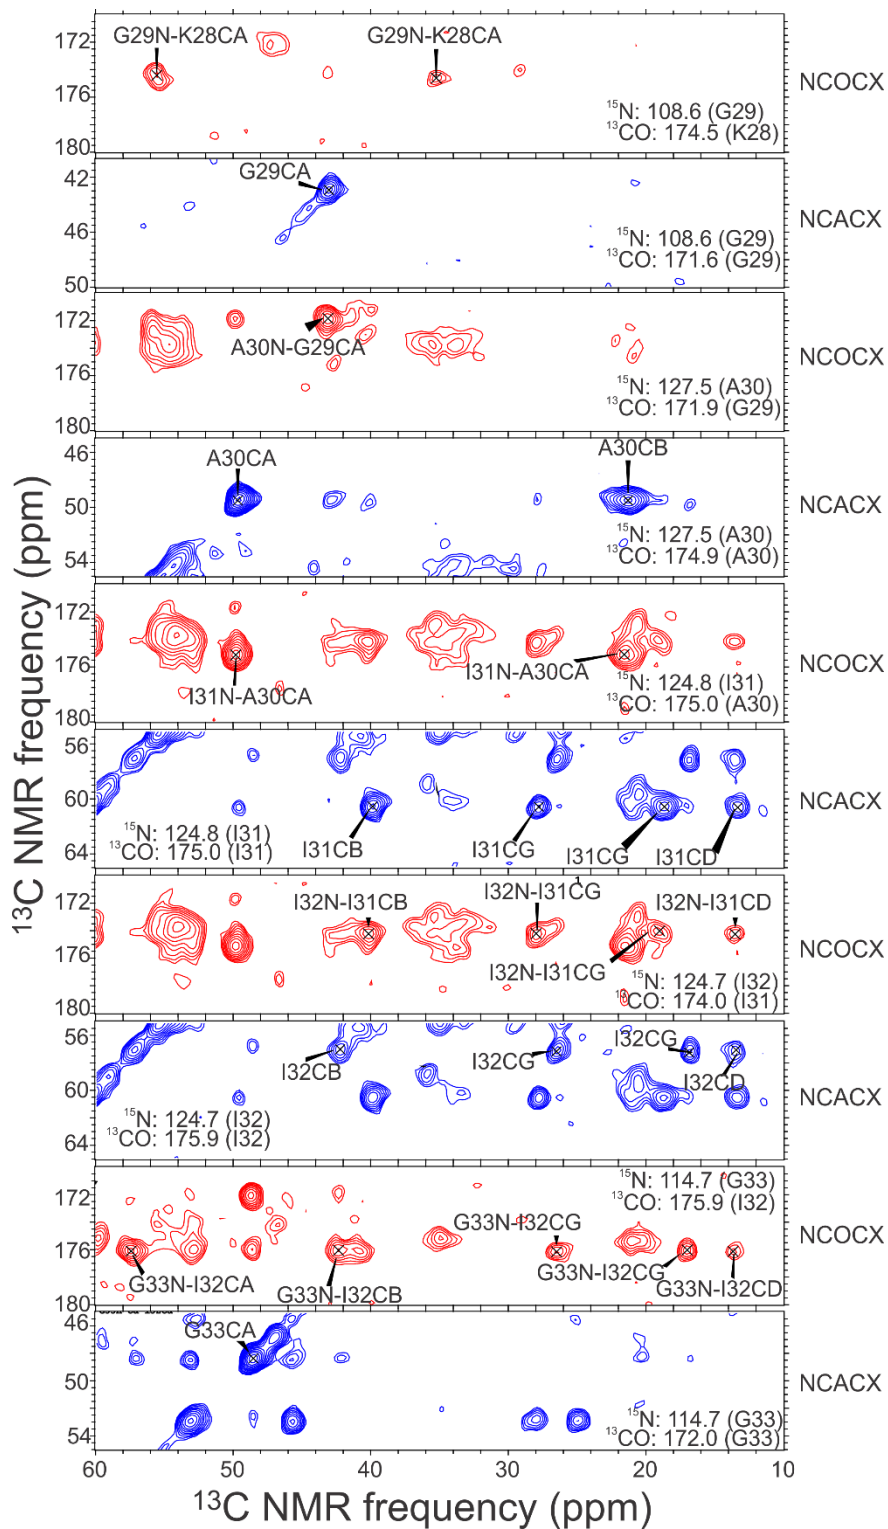 172
G29N-K28CA
G29N-K28CA
176
180
15N: 108.6 (G29)
13CO: 174.5 (K28)
NCOCX
42
G29CA
46
50
15N: 108.6 (G29)
13CO: 171.6 (G29)
NCACX
172
A30N-G29CA
176
180
15N: 127.5 (A30)
13CO: 171.9 (G29)
NCOCX
46
A30CA
A30CB
50
54
15N: 127.5 (A30)
13CO: 174.9 (A30)
NCACX
172
176
I31N-A30CA
I31N-A30CA
180
15N: 124.8 (I31)
13CO: 175.0 (A30)
NCOCX
56
60
64
15N: 124.8 (I31)
13CO: 175.0 (I31)
I31CB
I31CG
I31CG
I31CD
NCACX
172
I32N-I31CB
I32N-I31CG
I32N-I31CD
176
I32N-I31CG
180
15N: 124.7 (I32)
13CO: 174.0 (I31)
NCOCX
56
I32CB
I32CG
I32CG
I32CD
60
64
15N: 124.7 (I32)
13CO: 175.9 (I32)
NCACX
15N: 114.7 (G33)
13CO: 175.9 (I32)
172
G33N-I32CG
176
G33N-I32CA
G33N-I32CB
G33N-I32CG
G33N-I32CD
180
NCOCX
46
G33CA
50
54
15N: 114.7 (G33)
13CO: 172.0 (G33)
NCACX
60 50 40 30 20 10
13C NMR frequency (ppm)
13C NMR frequency (ppm)